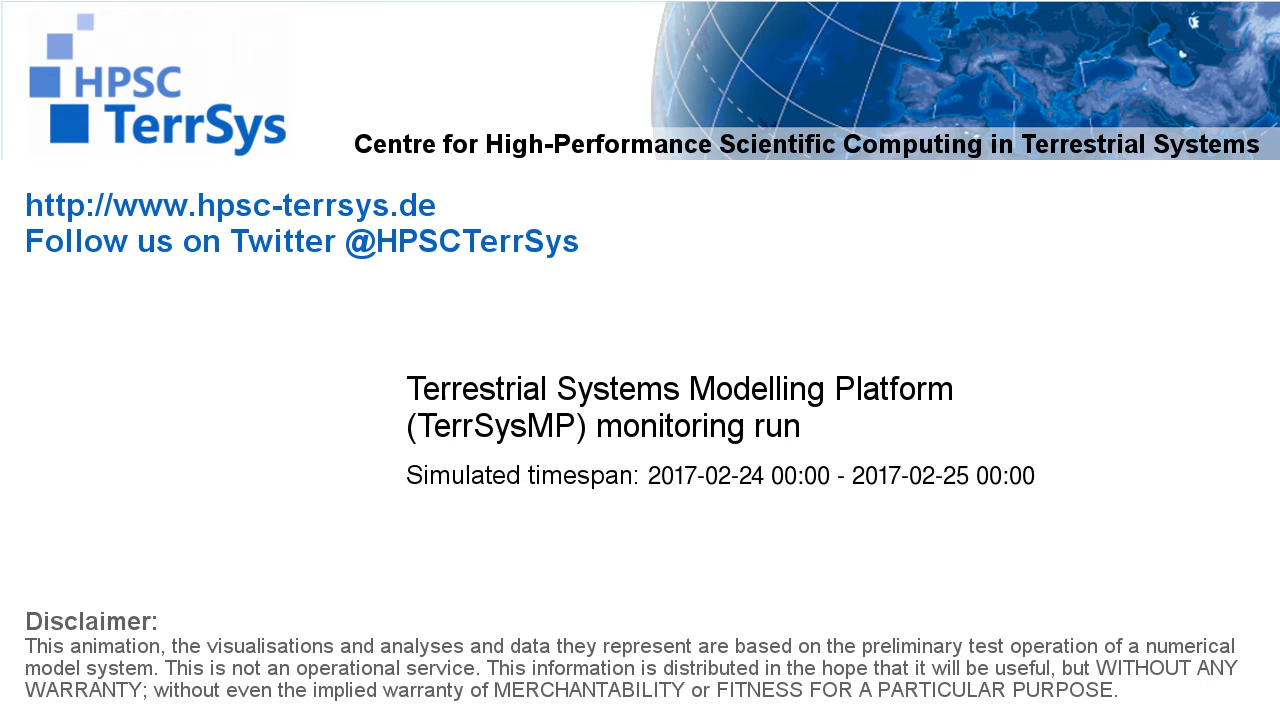 HPSC
TerrSys
Centre for High-Performance Scientific Computing in Terrestrial Systems
http://www.hpsc-terrsys.de
Follow us on Twitter @HPSCTerrSys
Terrestrial Systems Modelling Platform
(TerrSysMP) monitoring run
Simulated timespan: 2017-02-24 00:00 - 2017-02-25 00:00
Disclaimer:
This animation, the visualisations and analyses and data they represent are based on the preliminary test operation of a numerical
model system. This is not an operational service. This information is distributed in the hope that it will be useful, but WITHOUT ANY
WARRANTY; without even the implied warranty of MERCHANTABILITY or FITNESS FOR A PARTICULAR PURPOSE.